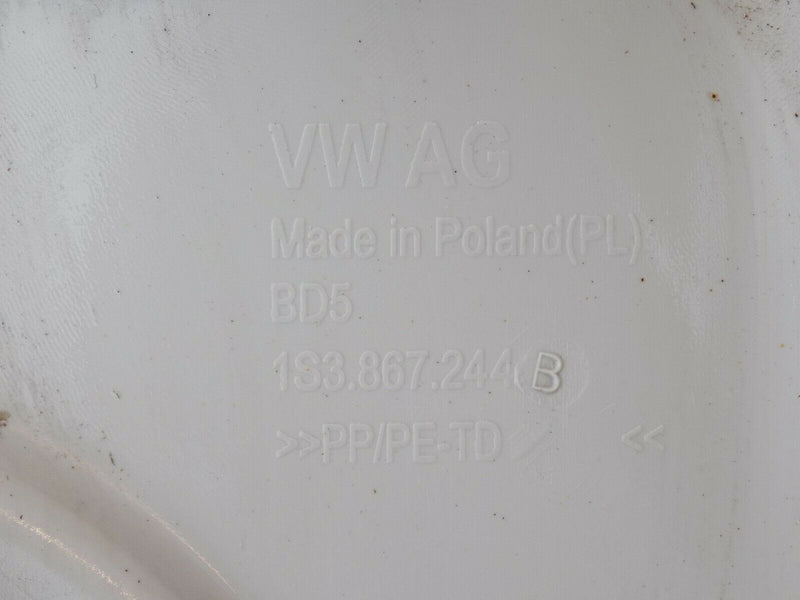 VW AG
Made in Poland(PL)
BD5
1S3.867.244 B
>>PP/PE-TD <<